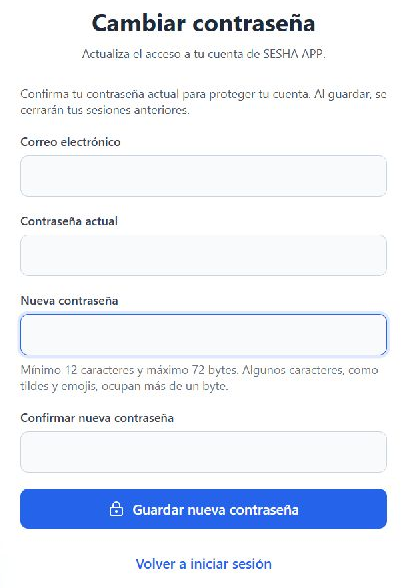 Cambiar contraseña
Actualiza el acceso a tu cuenta de SESHA APP.
Confirma tu contraseña actual para proteger tu cuenta. Al guardar, se
cerrarán tus sesiones anteriores.
Correo electrónico
Contraseña actual
Nueva contraseña
Mínimo 12 caracteres y máximo 72 bytes. Algunos caracteres, como
tildes y emojis, ocupan más de un byte.
Confirmar nueva contraseña
Guardar nueva contraseña
Volver a iniciar sesión